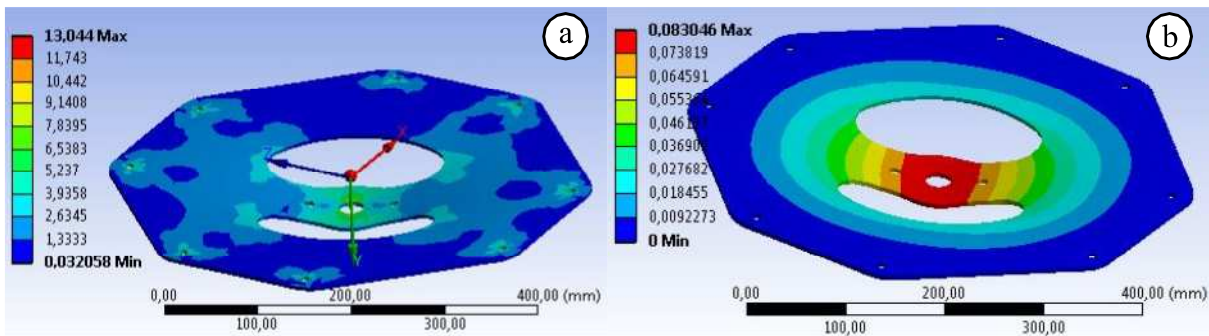 a
13,044 Max
11,743
10,442
9,1408
7,8395
6,5383
5,237
3,9358
2,6345
1,3333
0,032058 Min
X
Z
Y
0,00
200,00
400,00 (mm)
100,00
300,00
b
0,083046 Max
0,073819
0,064591
0,027682
0,018455
0,0092273
0 Min
0,00
200,00
400,00 (mm)
100,00
300,00